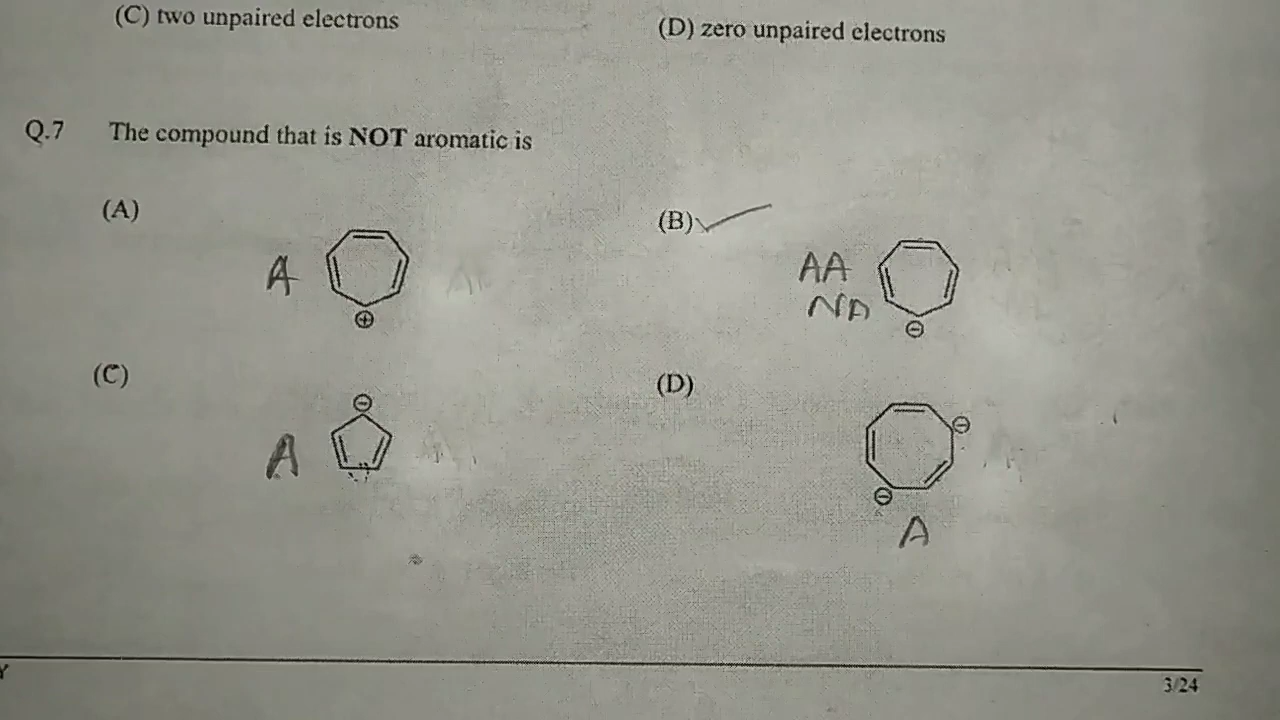 (C) two unpaired electrons (D) zero unpaired electrons
Q.7 The compound that is NOT aromatic is
(A) (B)
A AA
NA
⊕ ⊖
(C) (D)
⊖ ⊖
A
⊖
A
3/24